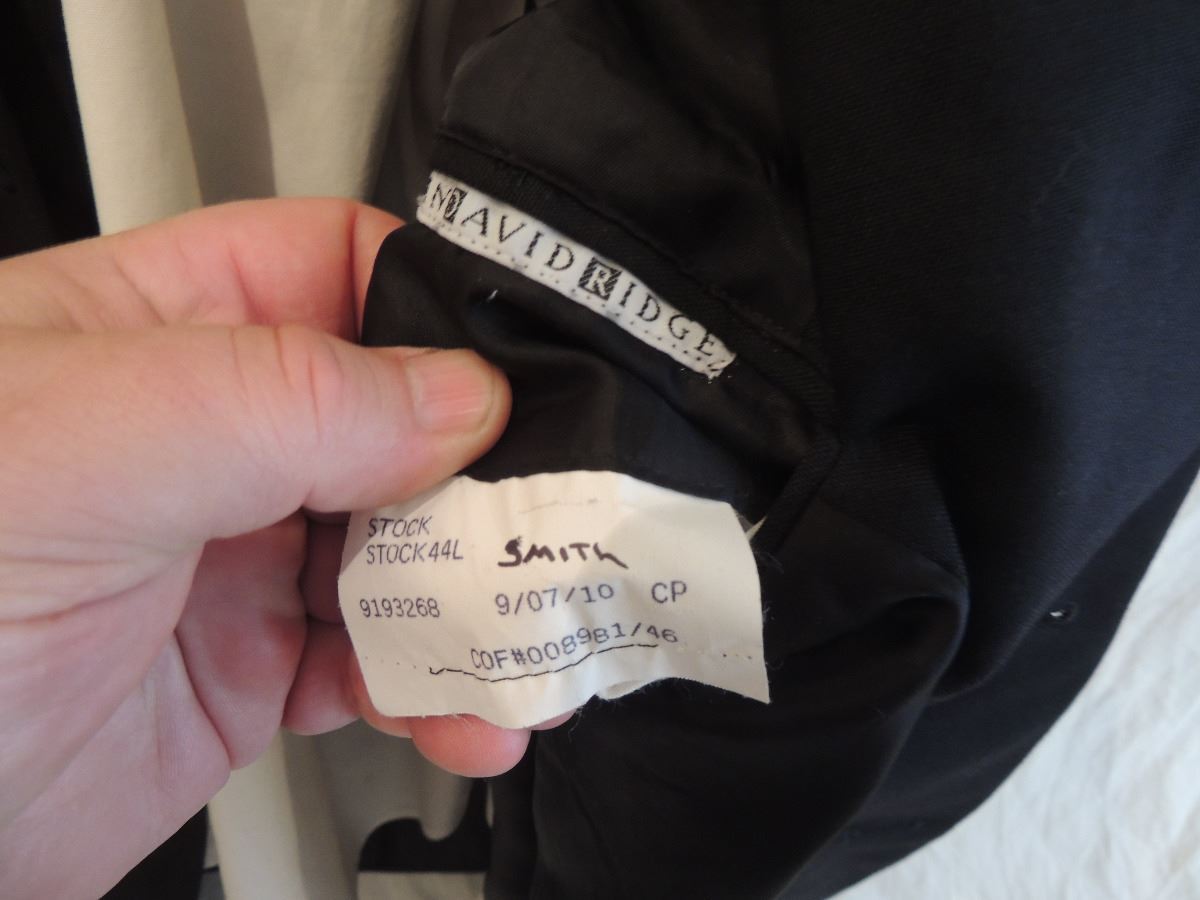 N DAVID RIDGE
STOCK
STOCK44L SMITH
9193268 9/07/10 CP
COF#008981/46